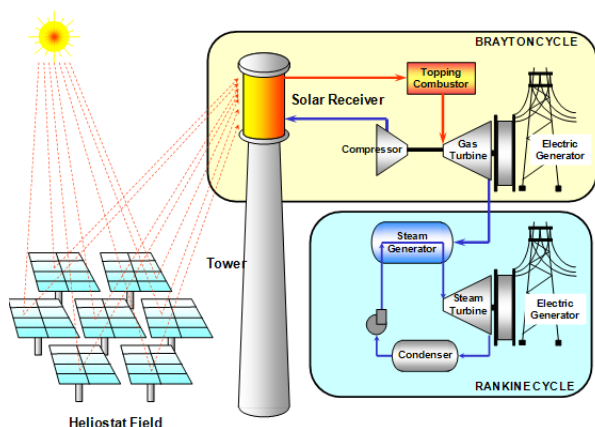 BRAYTONCYCLE
Topping
Combustor
Solar Receiver
Compressor
Gas
Turbine
Electric
Generator
Steam
Generator
Tower
Steam
Turbine
Electric
Generator
Condenser
RANKINECYCLE
Heliostat Field